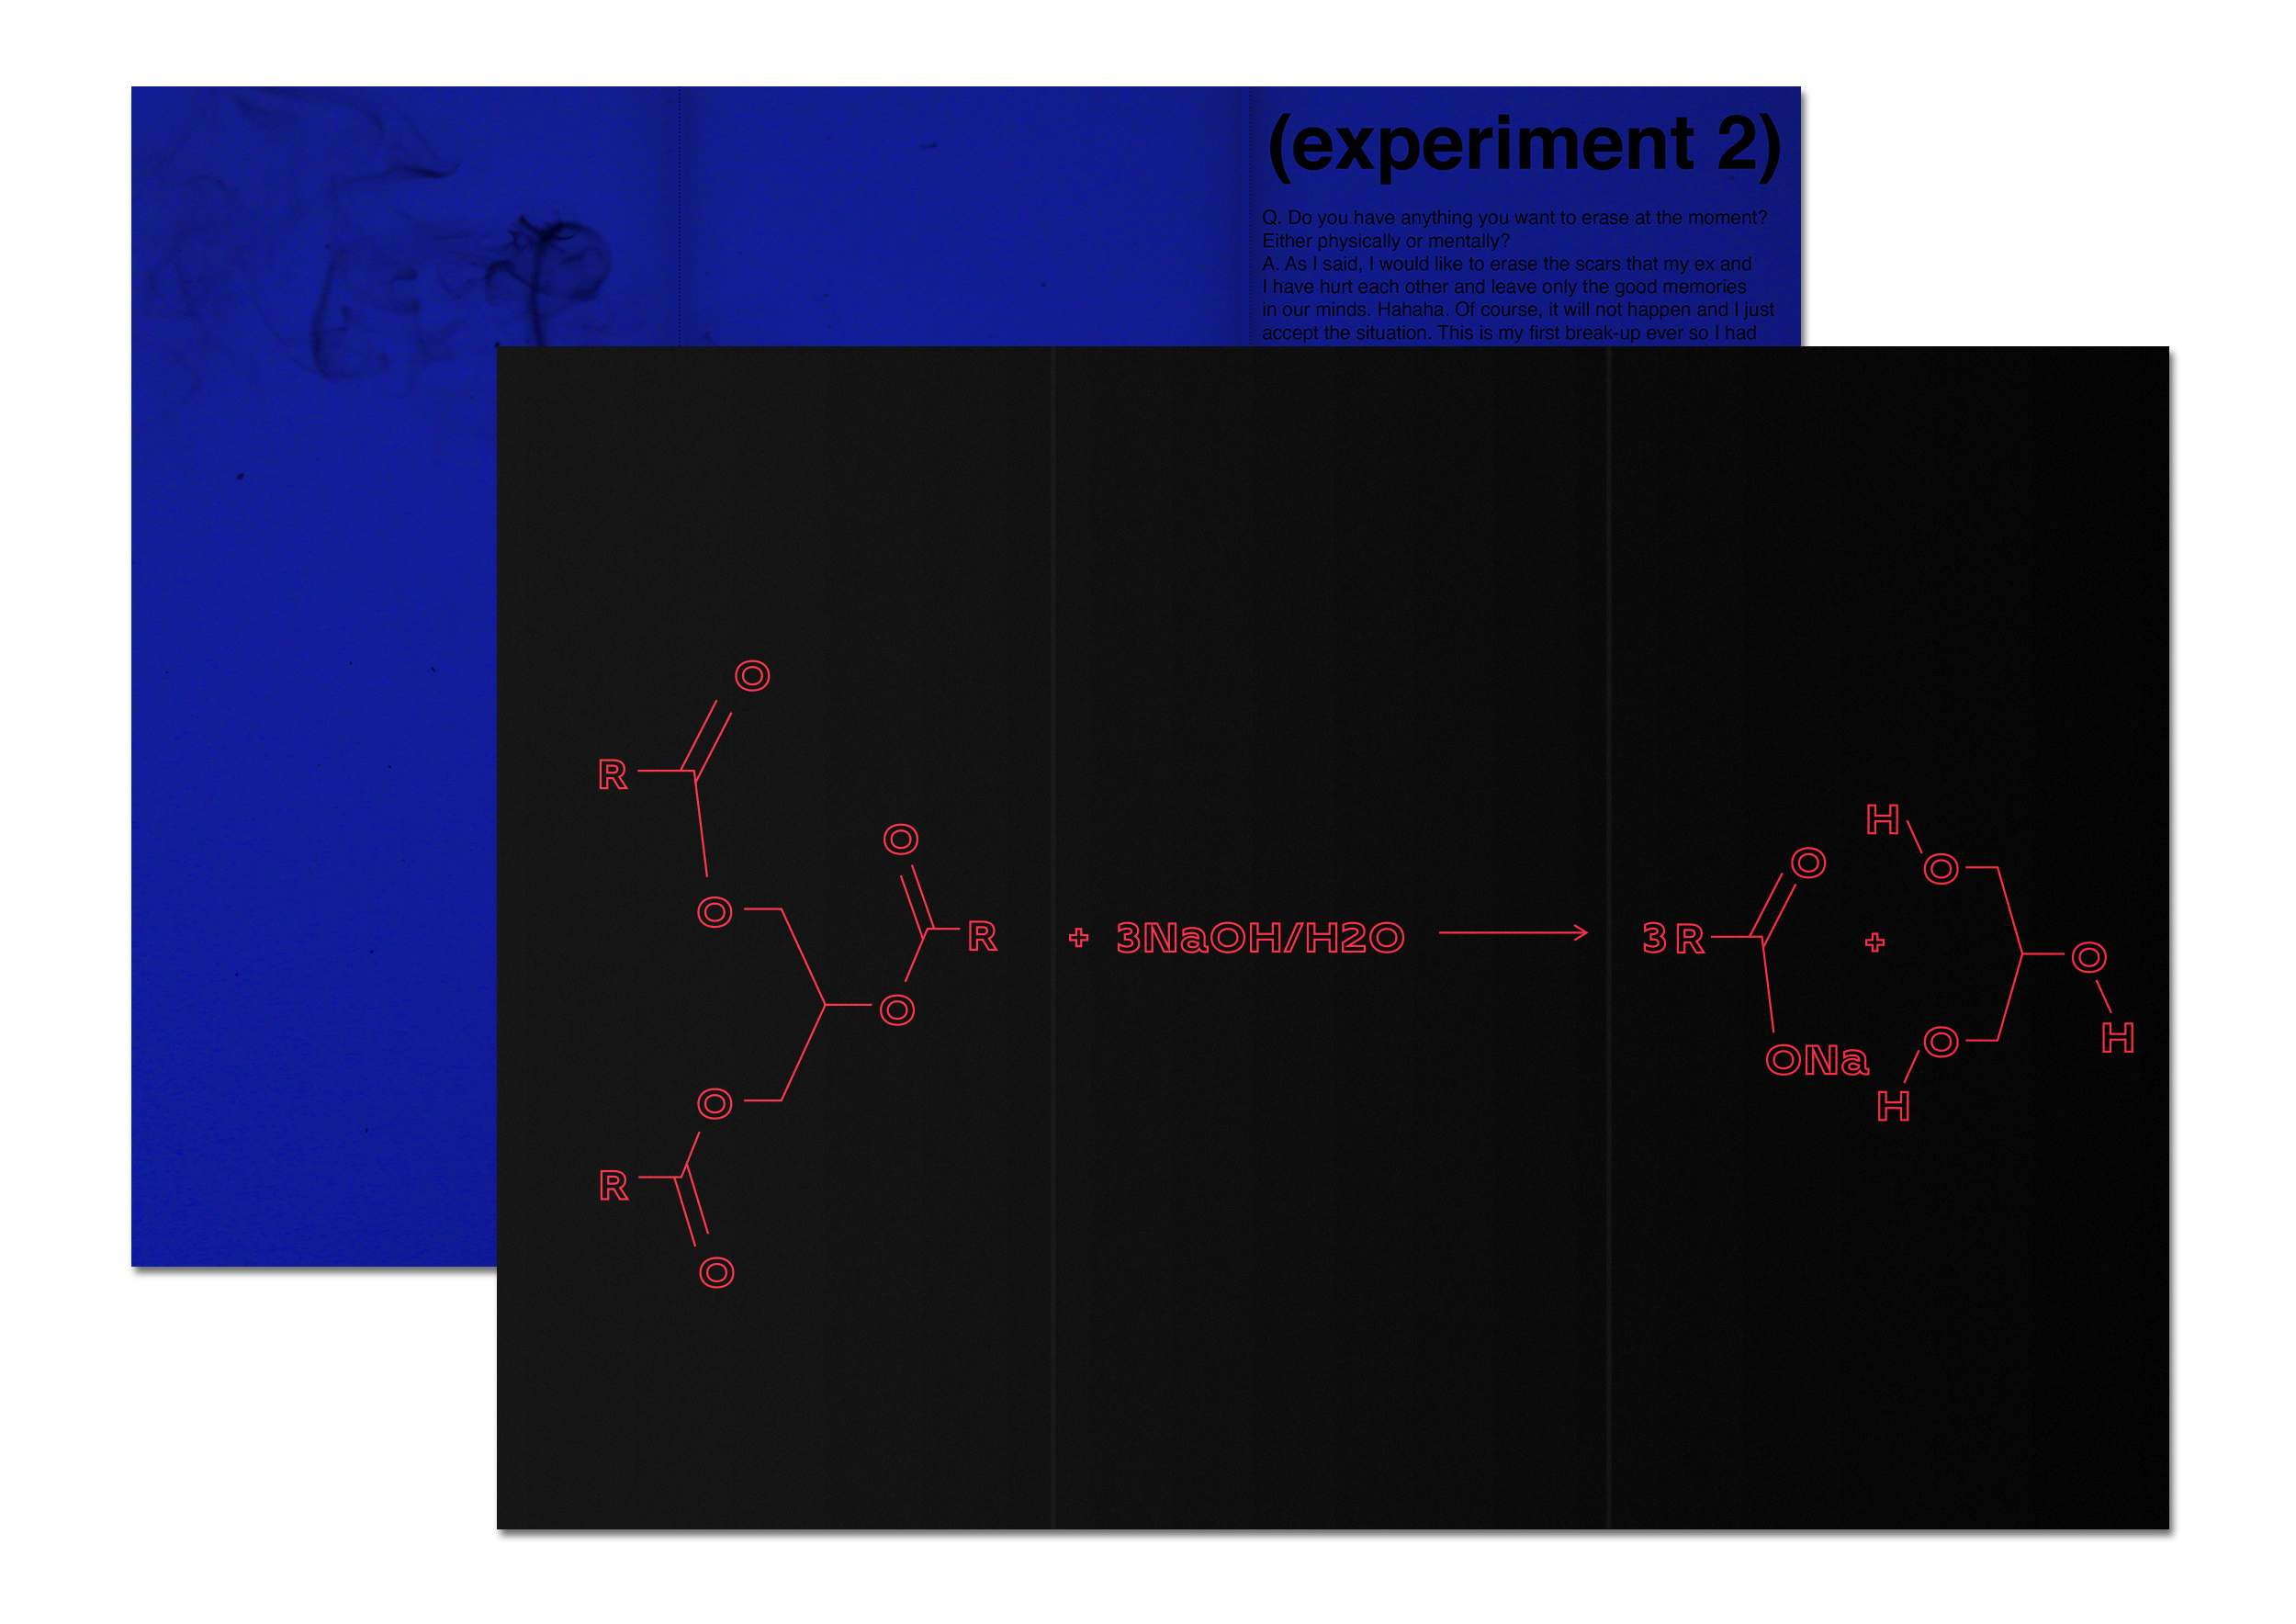 (experiment 2)
Q. Do you have anything you want to erase at the moment?
Either physically or mentally?
A. As I said, I would like to erase the scars that my ex and
I have hurt each other and leave only the good memories
in our minds. Hahaha. Of course, it will not happen and I just
accept the situation. This is my first break-up ever so I had
O
R
O
O
R
O
O
R
O
+ 3NaOH/H2O
H
O
O
3 R
+
O
ONa
O
H
H